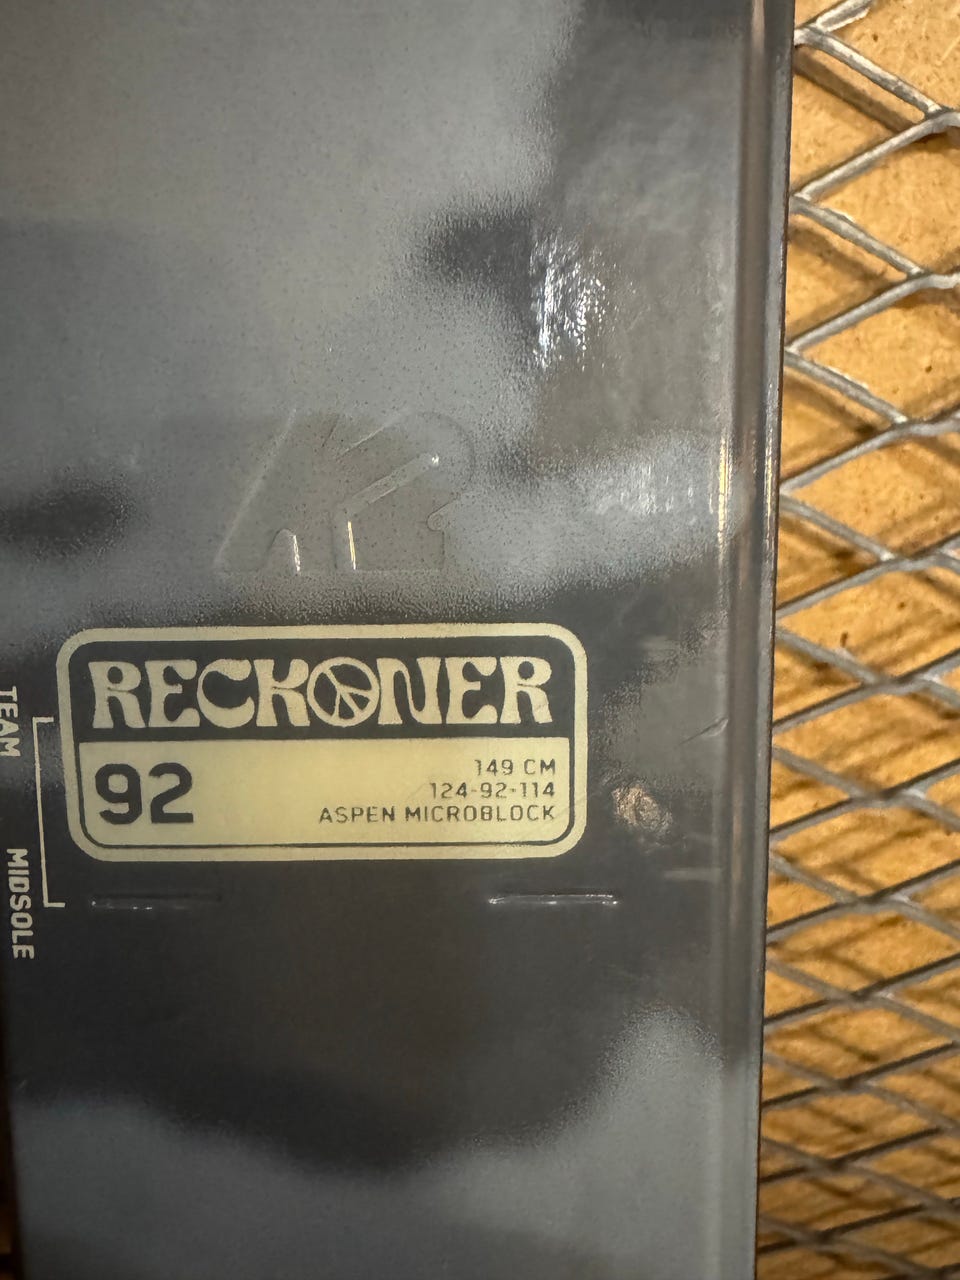 K2
RECKONER
92
149 CM
124-92-114
ASPEN MICROBLOCK
TEAM
MIDSOLE